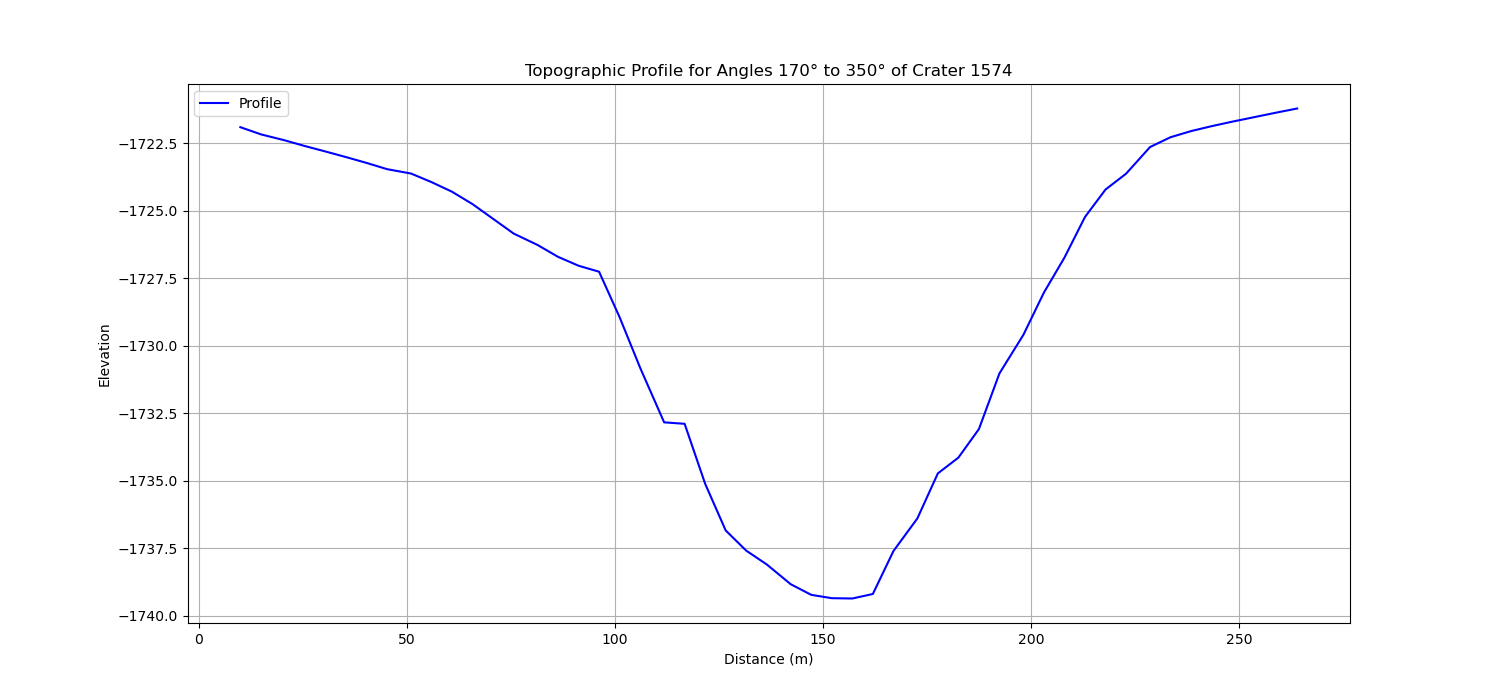 Topographic Profile for Angles 170° to 350° of Crater 1574
Profile
−1722.5
−1725.0
−1727.5
−1730.0
−1732.5
−1735.0
−1737.5
−1740.0
Elevation
0 50 100 150 200 250
Distance (m)